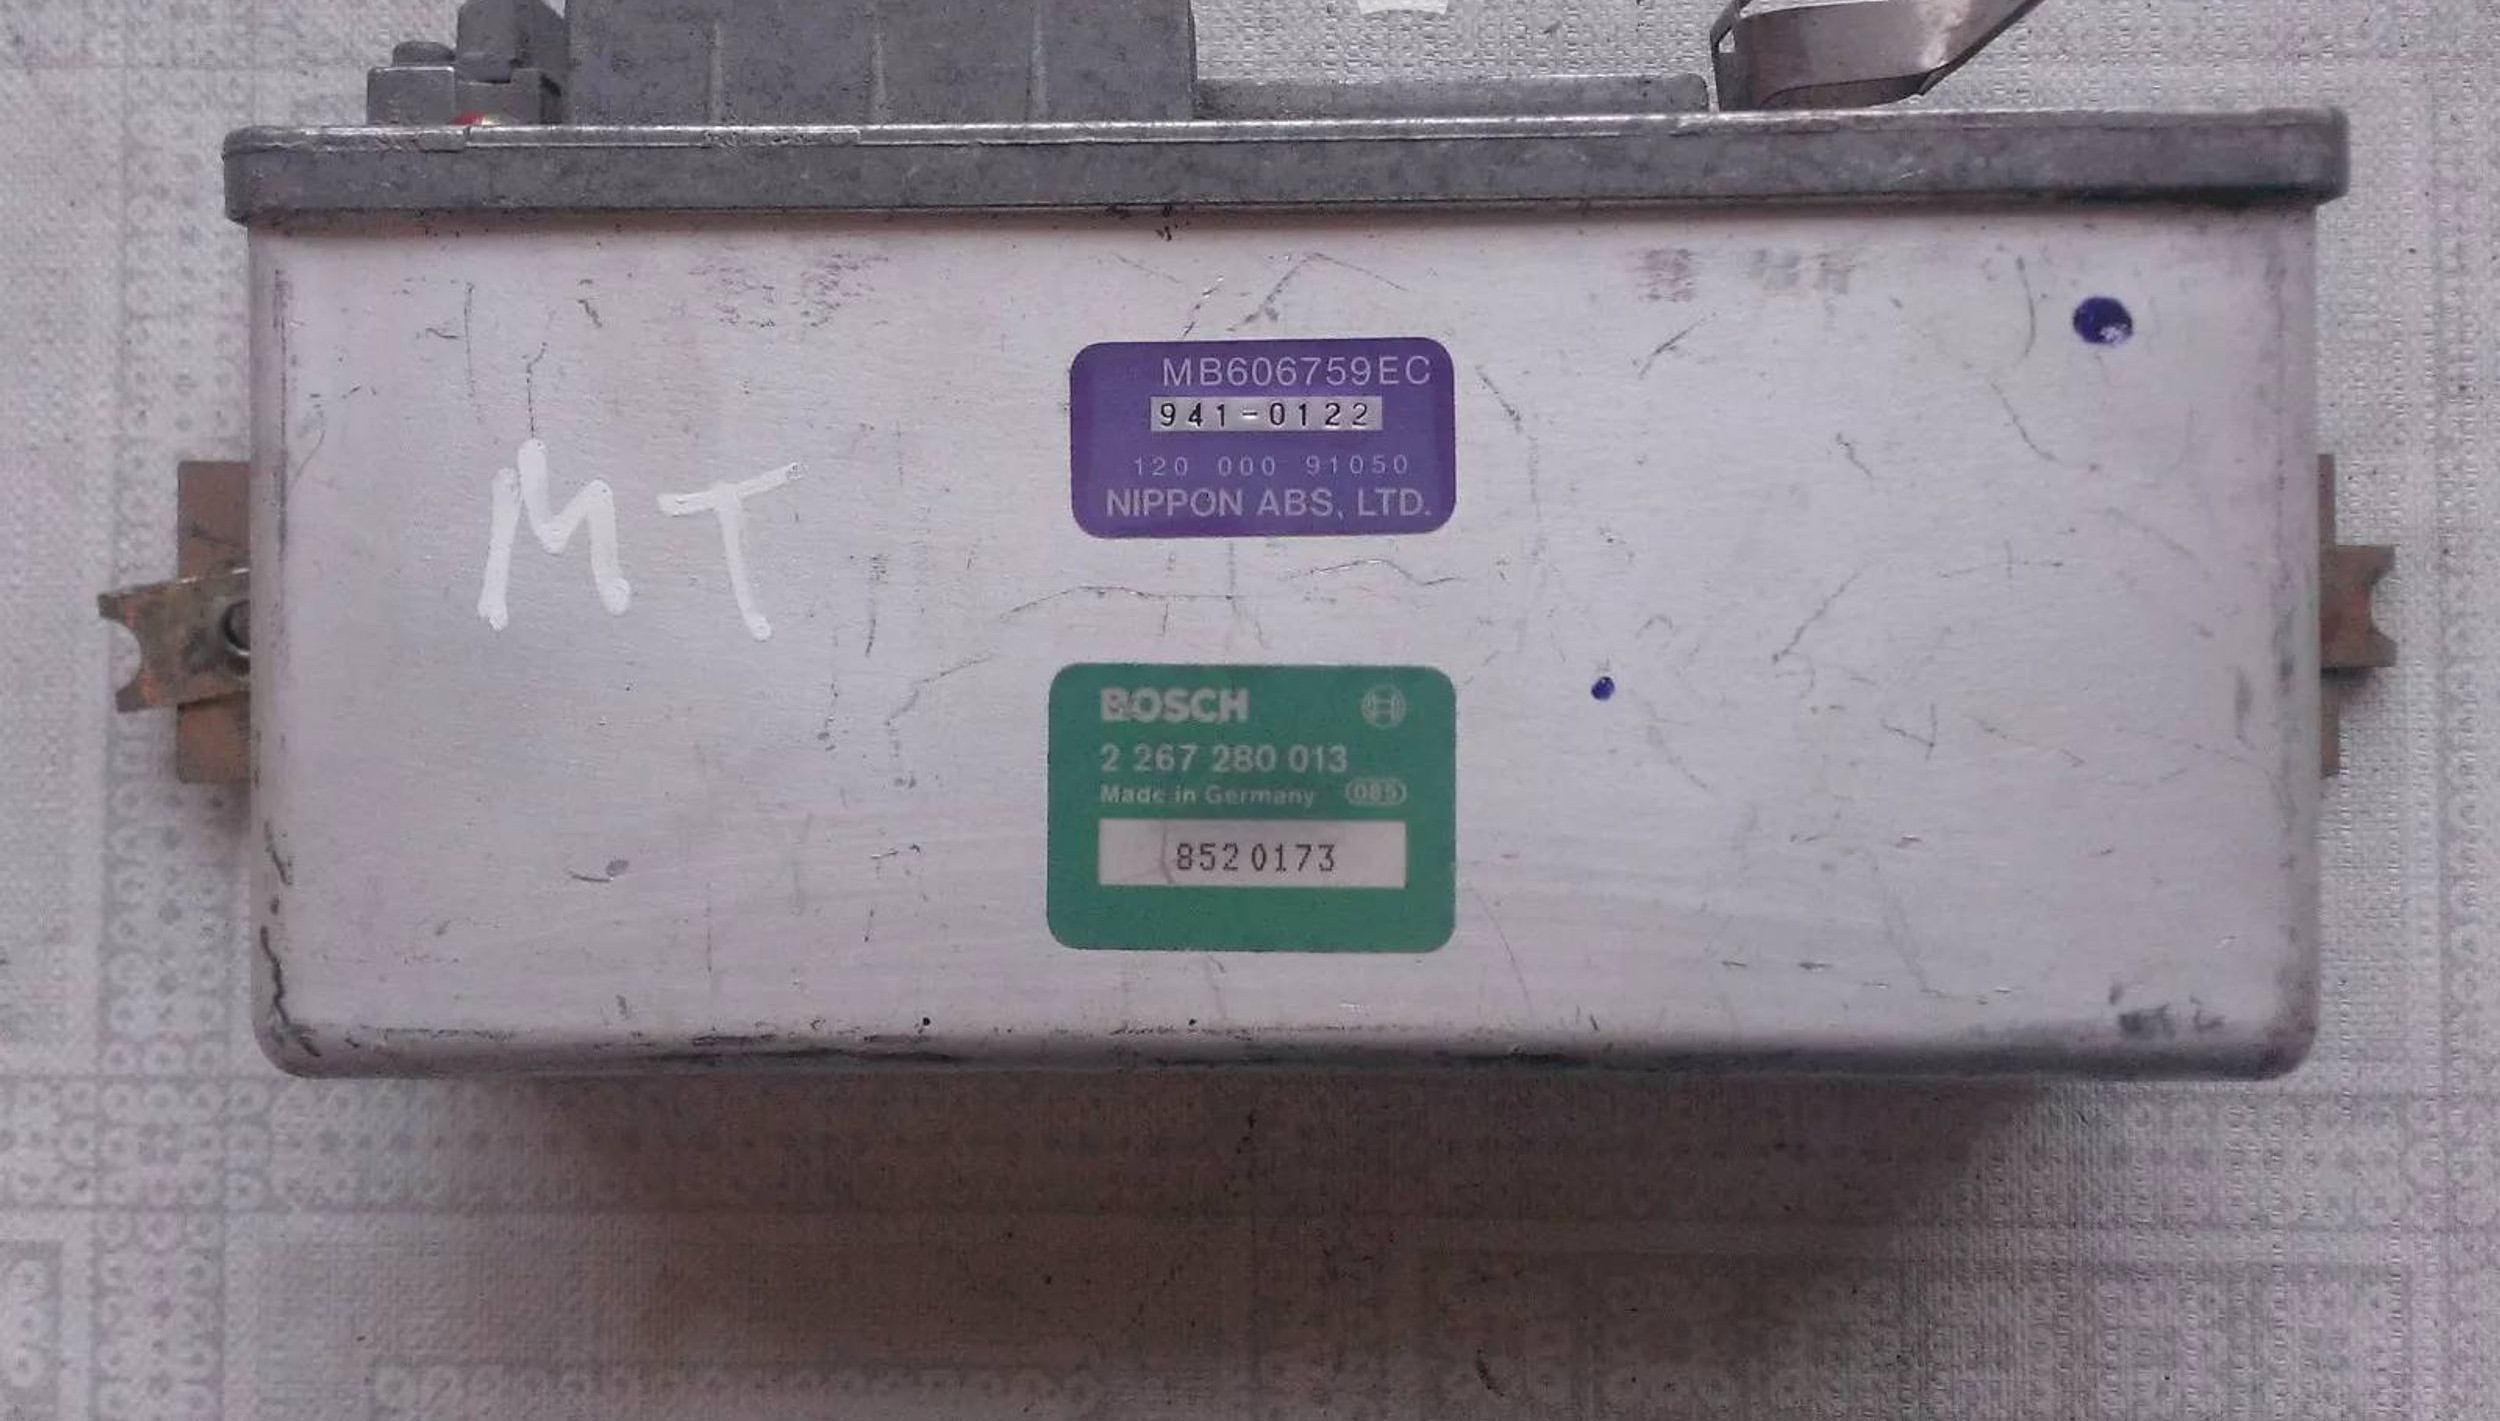 MB606759EC
941-0122
120 000 91050
NIPPON ABS, LTD.
MT
BOSCH
2 267 280 013
Made in Germany 085
8520173